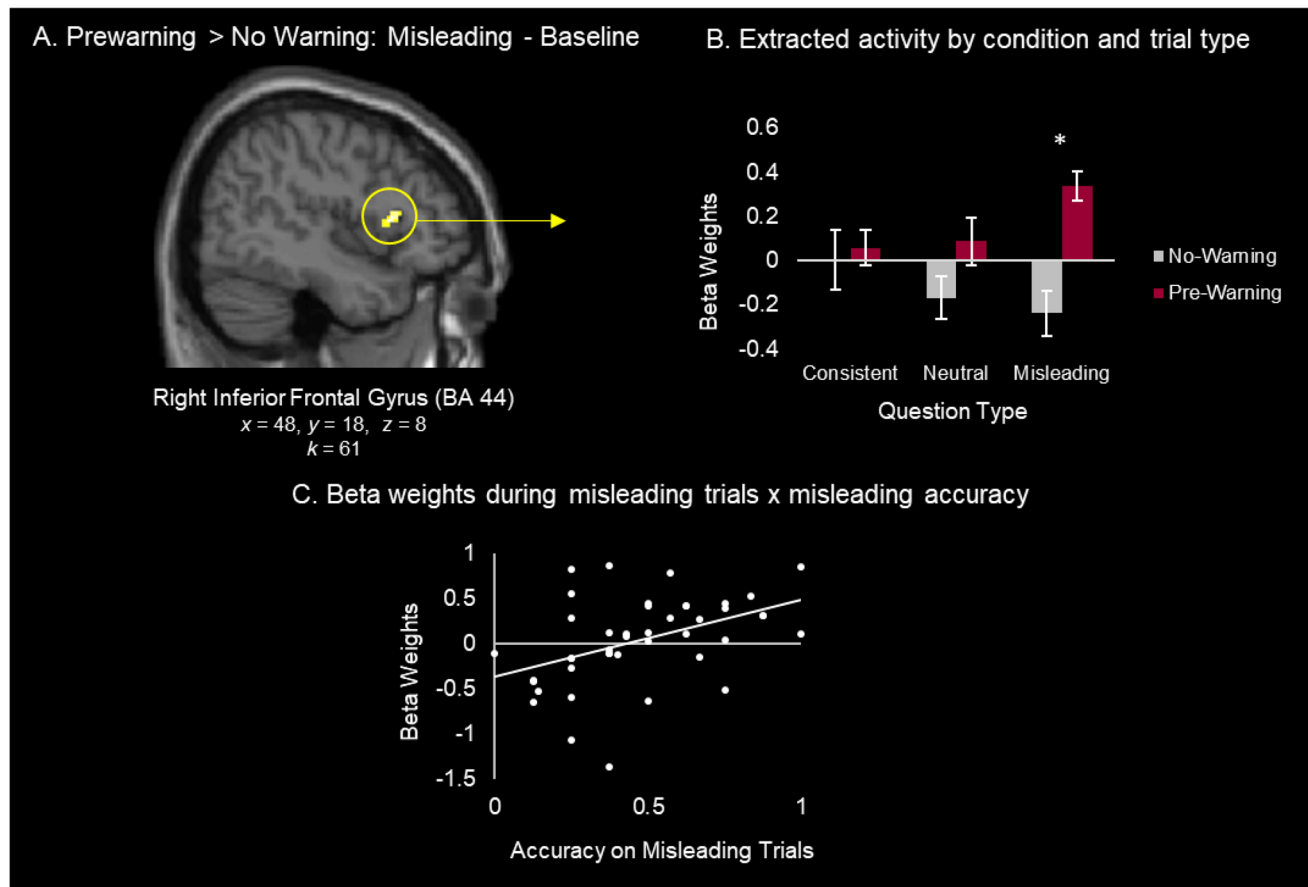 A. Prewarning > No Warning: Misleading - Baseline
Right Inferior Frontal Gyrus (BA 44)
x = 48, y = 18, z = 8
k = 61
B. Extracted activity by condition and trial type
Beta Weights
0.6
0.4
0.2
0
-0.2
-0.4
*
Consistent Neutral Misleading
Question Type
No-Warning
Pre-Warning
C. Beta weights during misleading trials x misleading accuracy
Beta Weights
1
0.5
0
-0.5
-1
-1.5
0 0.5 1
Accuracy on Misleading Trials